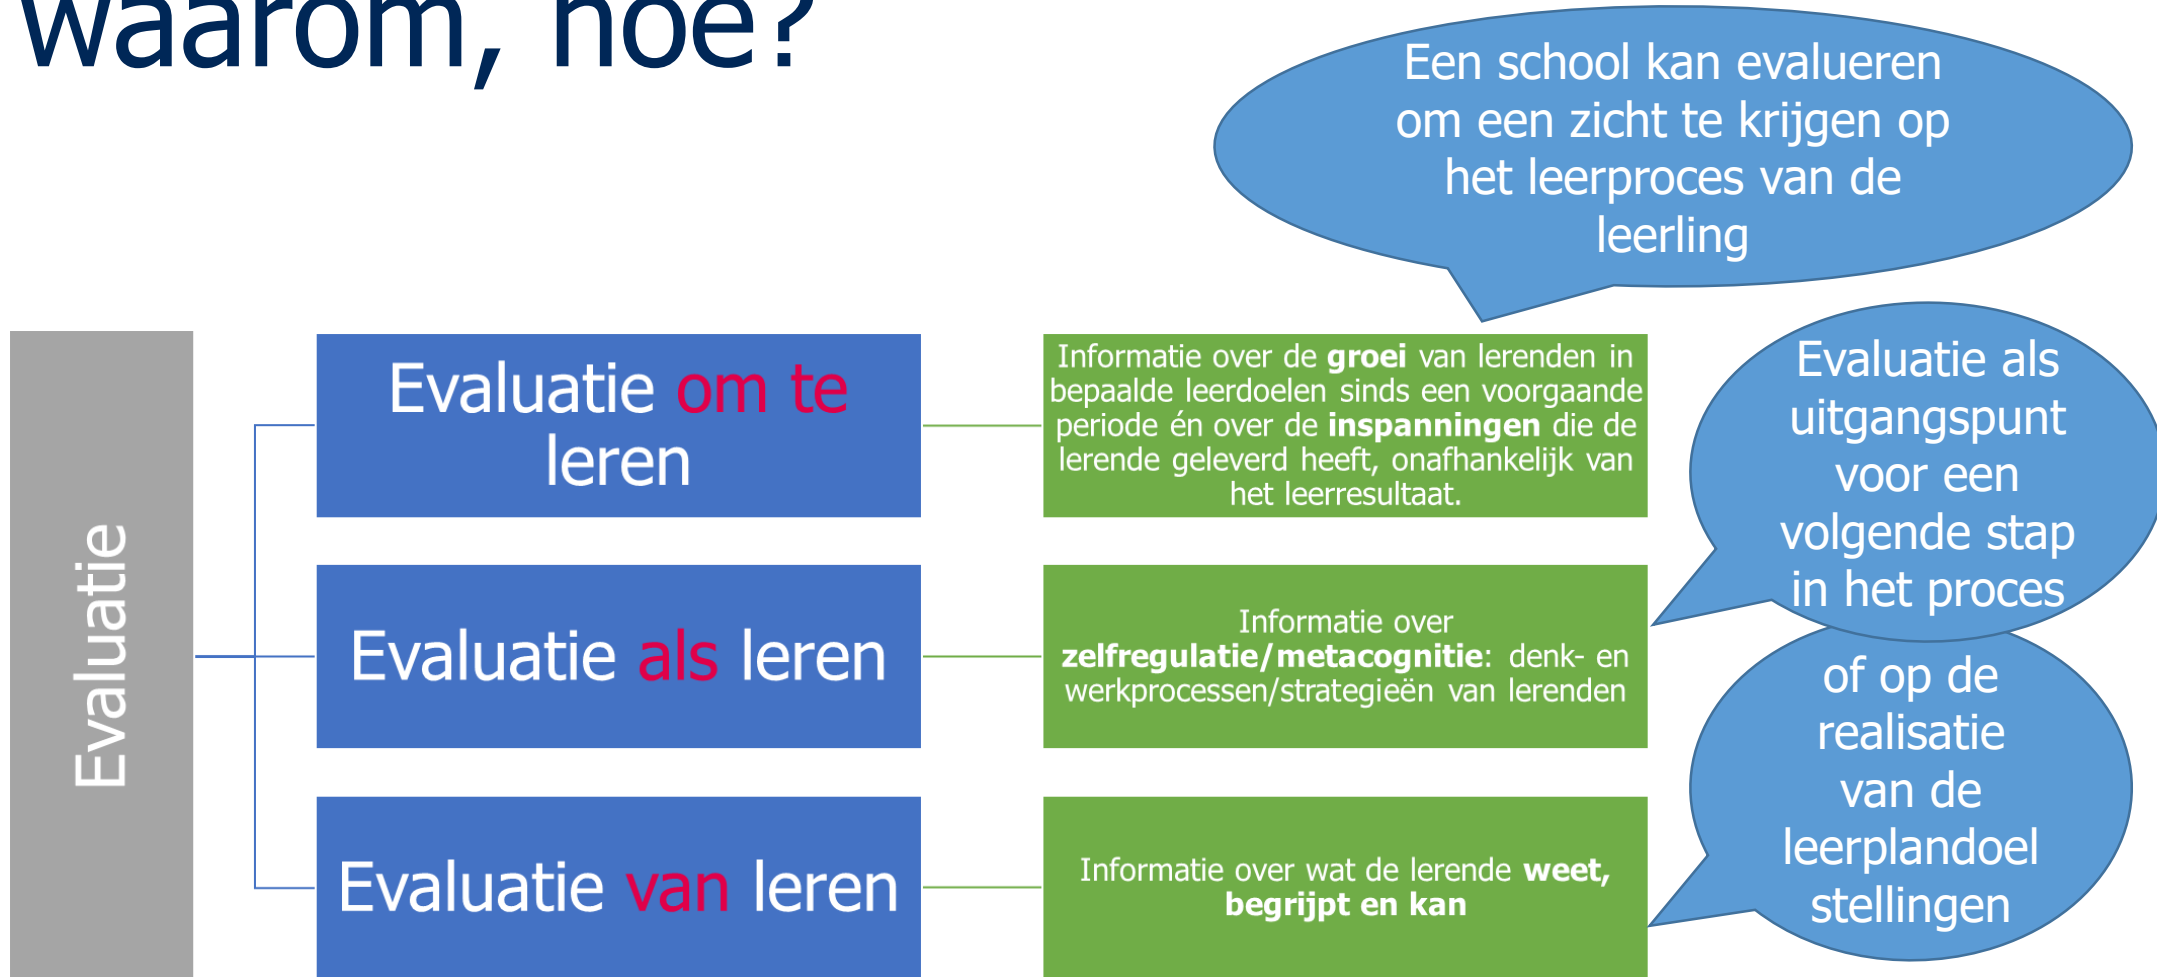 waarom, hoe?
Een school kan evalueren
om een zicht te krijgen op
het leerproces van de
leerling
Evaluatie
Evaluatie om te
leren
Informatie over de groei van lerenden in
bepaalde leerdoelen sinds een voorgaande
periode én over de inspanningen die de
lerende geleverd heeft, onafhankelijk van
het leerresultaat.
Evaluatie als
uitgangspunt
voor een
volgende stap
in het proces
Evaluatie als leren
Informatie over
zelfregulatie/metacognitie: denk- en
werkprocessen/strategieën van lerenden
of op de
realisatie
van de
leerplandoel
stellingen
Evaluatie van leren
Informatie over wat de lerende weet,
begrijpt en kan